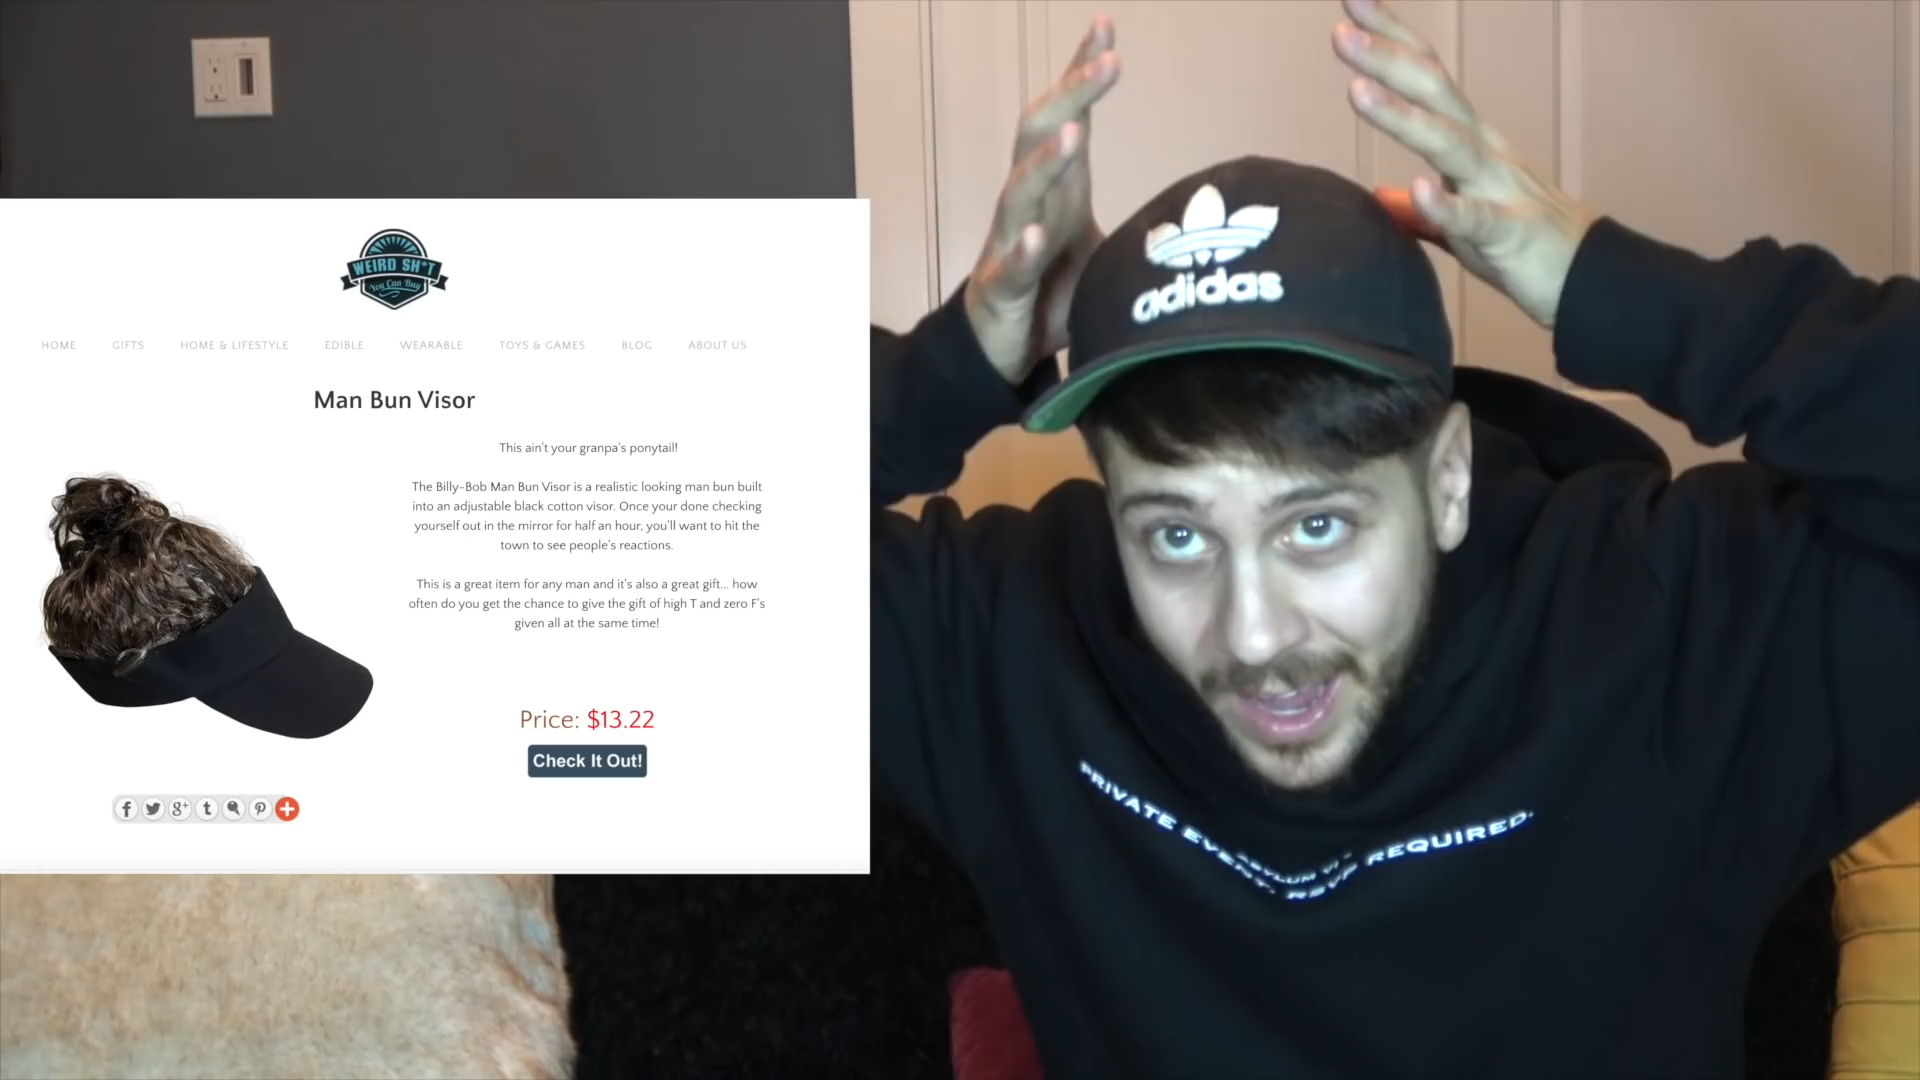 WEIRD SH*T
You Can Buy
HOME GIFTS HOME & LIFESTYLE EDIBLE WEARABLE TOYS & GAMES BLOG ABOUT US
Man Bun Visor
This ain't your granpa's ponytail!
The Billy-Bob Man Bun Visor is a realistic looking man bun built
into an adjustable black cotton visor. Once your done checking
yourself out in the mirror for half an hour, you'll want to hit the
town to see people's reactions.
This is a great item for any man and it's also a great gift... how
often do you get the chance to give the gift of high T and zero F's
given all at the same time!
Price: $13.22
Check It Out!
adidas
PRIVATE EVENT. RSVP REQUIRED.